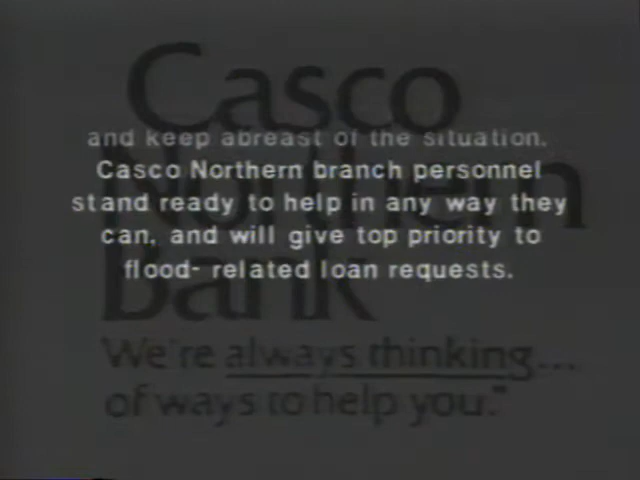 and keep abreast of the situation.
Casco Northern branch personnel
stand ready to help in any way they
can, and will give top priority to
flood- related loan requests.
Casco
Northern
Bank
We're always thinking...
of ways to help you."